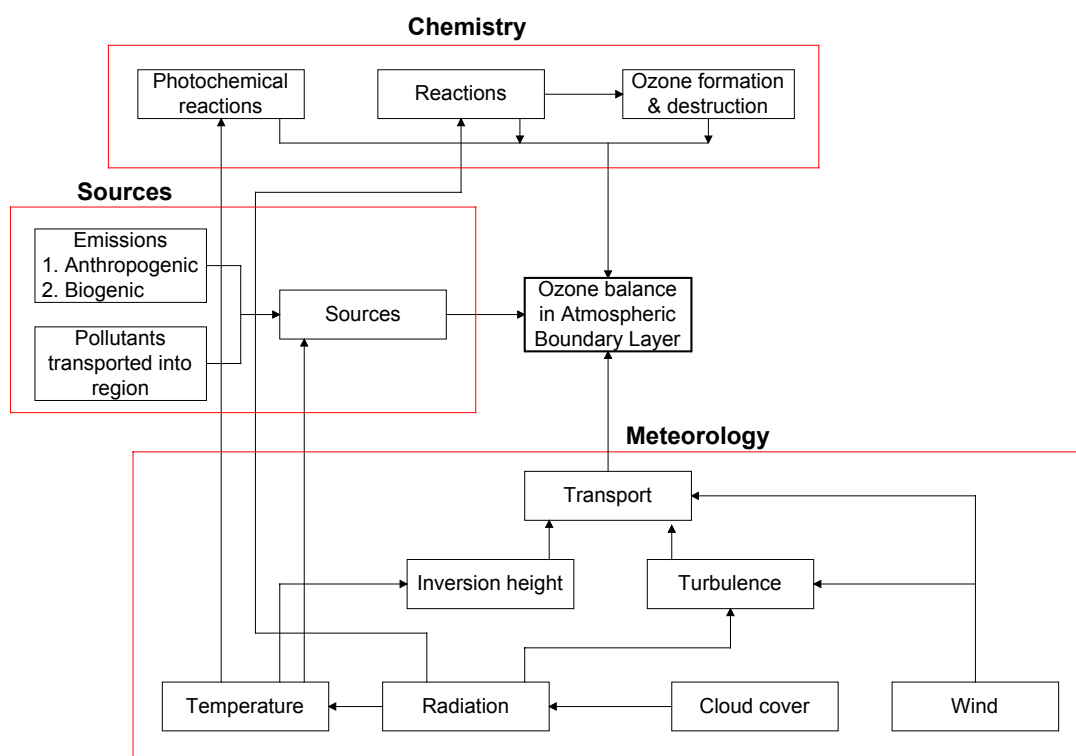 Chemistry
Photochemical
reactions
Reactions
Ozone formation
& destruction
Sources
Emissions
1. Anthropogenic
2. Biogenic
Pollutants
transported into
region
Sources
Ozone balance
in Atmospheric
Boundary Layer
Meteorology
Transport
Inversion height
Turbulence
Temperature
Radiation
Cloud cover
Wind